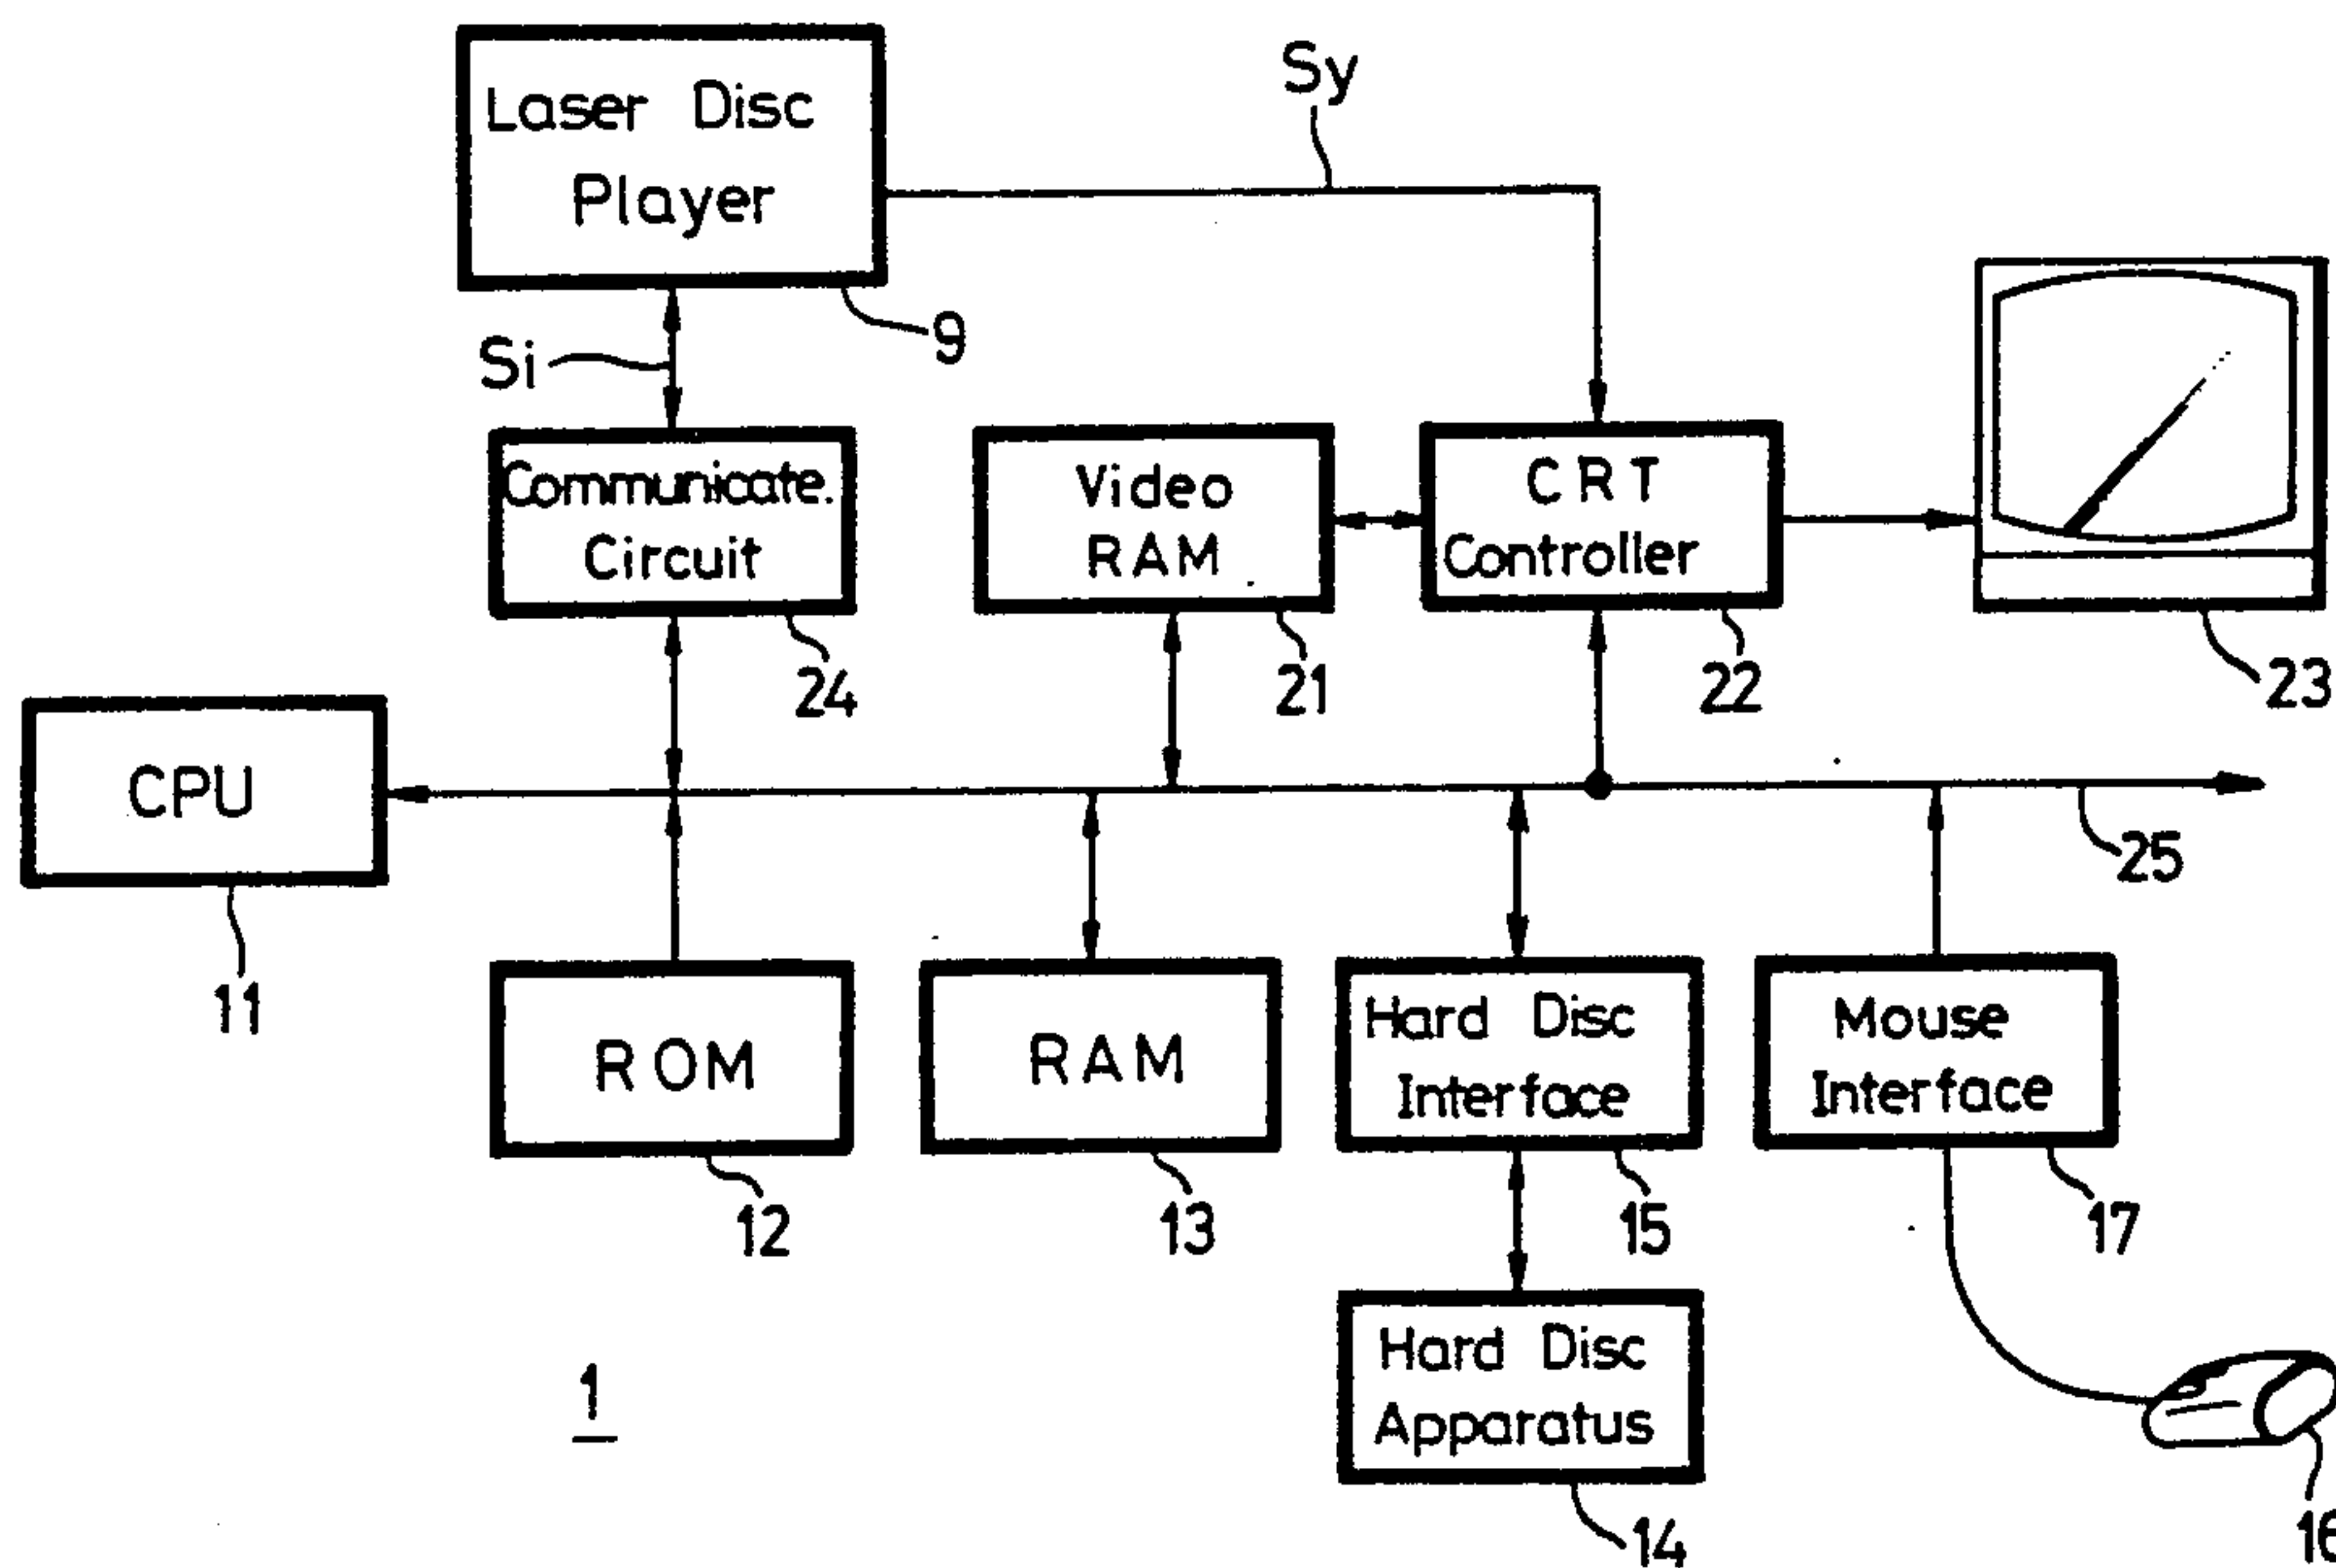 Laser Disc
Player
Sy
9
Si
Communicate.
Circuit
24
Video
RAM
21
CRT
Controller
22
23
CPU
11
25
ROM
12
RAM
13
Hard Disc
Interface
15
Mouse
Interface
17
Hard Disc
Apparatus
14
16
1